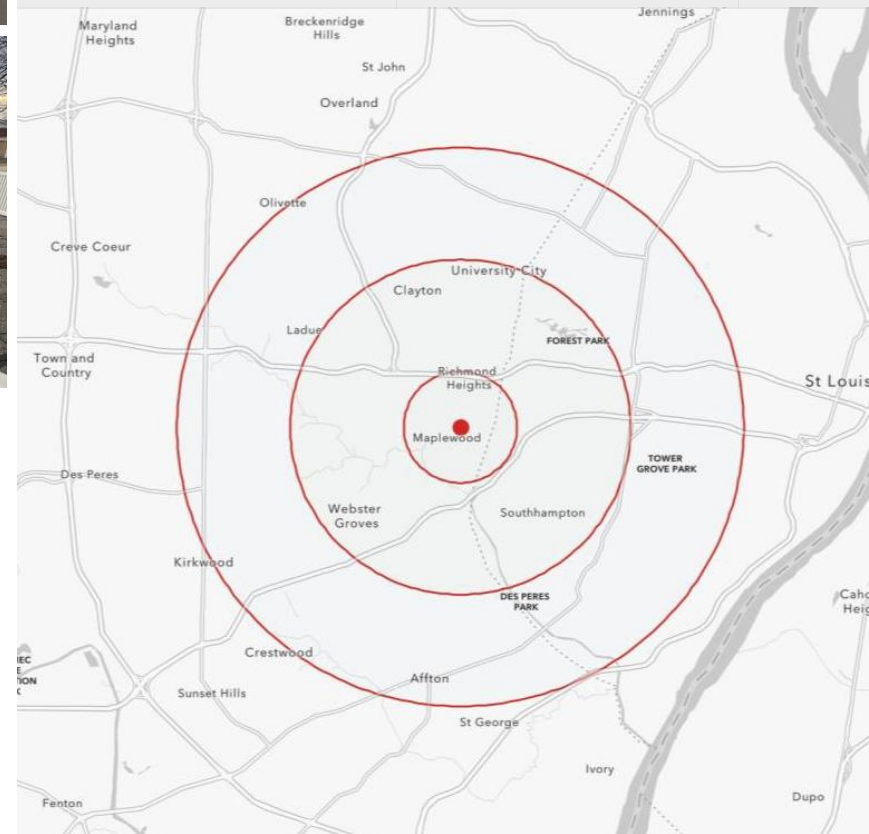 Jennings
Breckenridge
Hills
Maryland
Heights
St John
Overland
Olivette
Creve Coeur
University City
Clayton
Ladue
FOREST PARK
Town and
Country
Richmond
Heights
St Louis
Maplewood
TOWER
GROVE PARK
Des Peres
Webster
Groves
Southhampton
Kirkwood
DES PERES
PARK
Crestwood
Affton
Sunset Hills
St George
Ivory
Fenton
Dupo